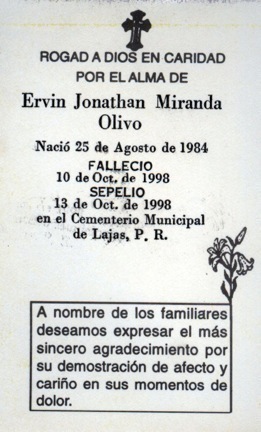 ROGAD A DIOS EN CARIDAD
POR EL ALMA DE
Ervin Jonathan Miranda
Olivo
Nació 25 de Agosto de 1984
FALLECIO
10 de Oct. de 1998
SEPELIO
13 de Oct. de 1998
en el Cementerio Municipal
de Lajas, P. R.
A nombre de los familiares
deseamos expresar el más
sincero agradecimiento por
su demostración de afecto y
cariño en sus momentos de
dolor.